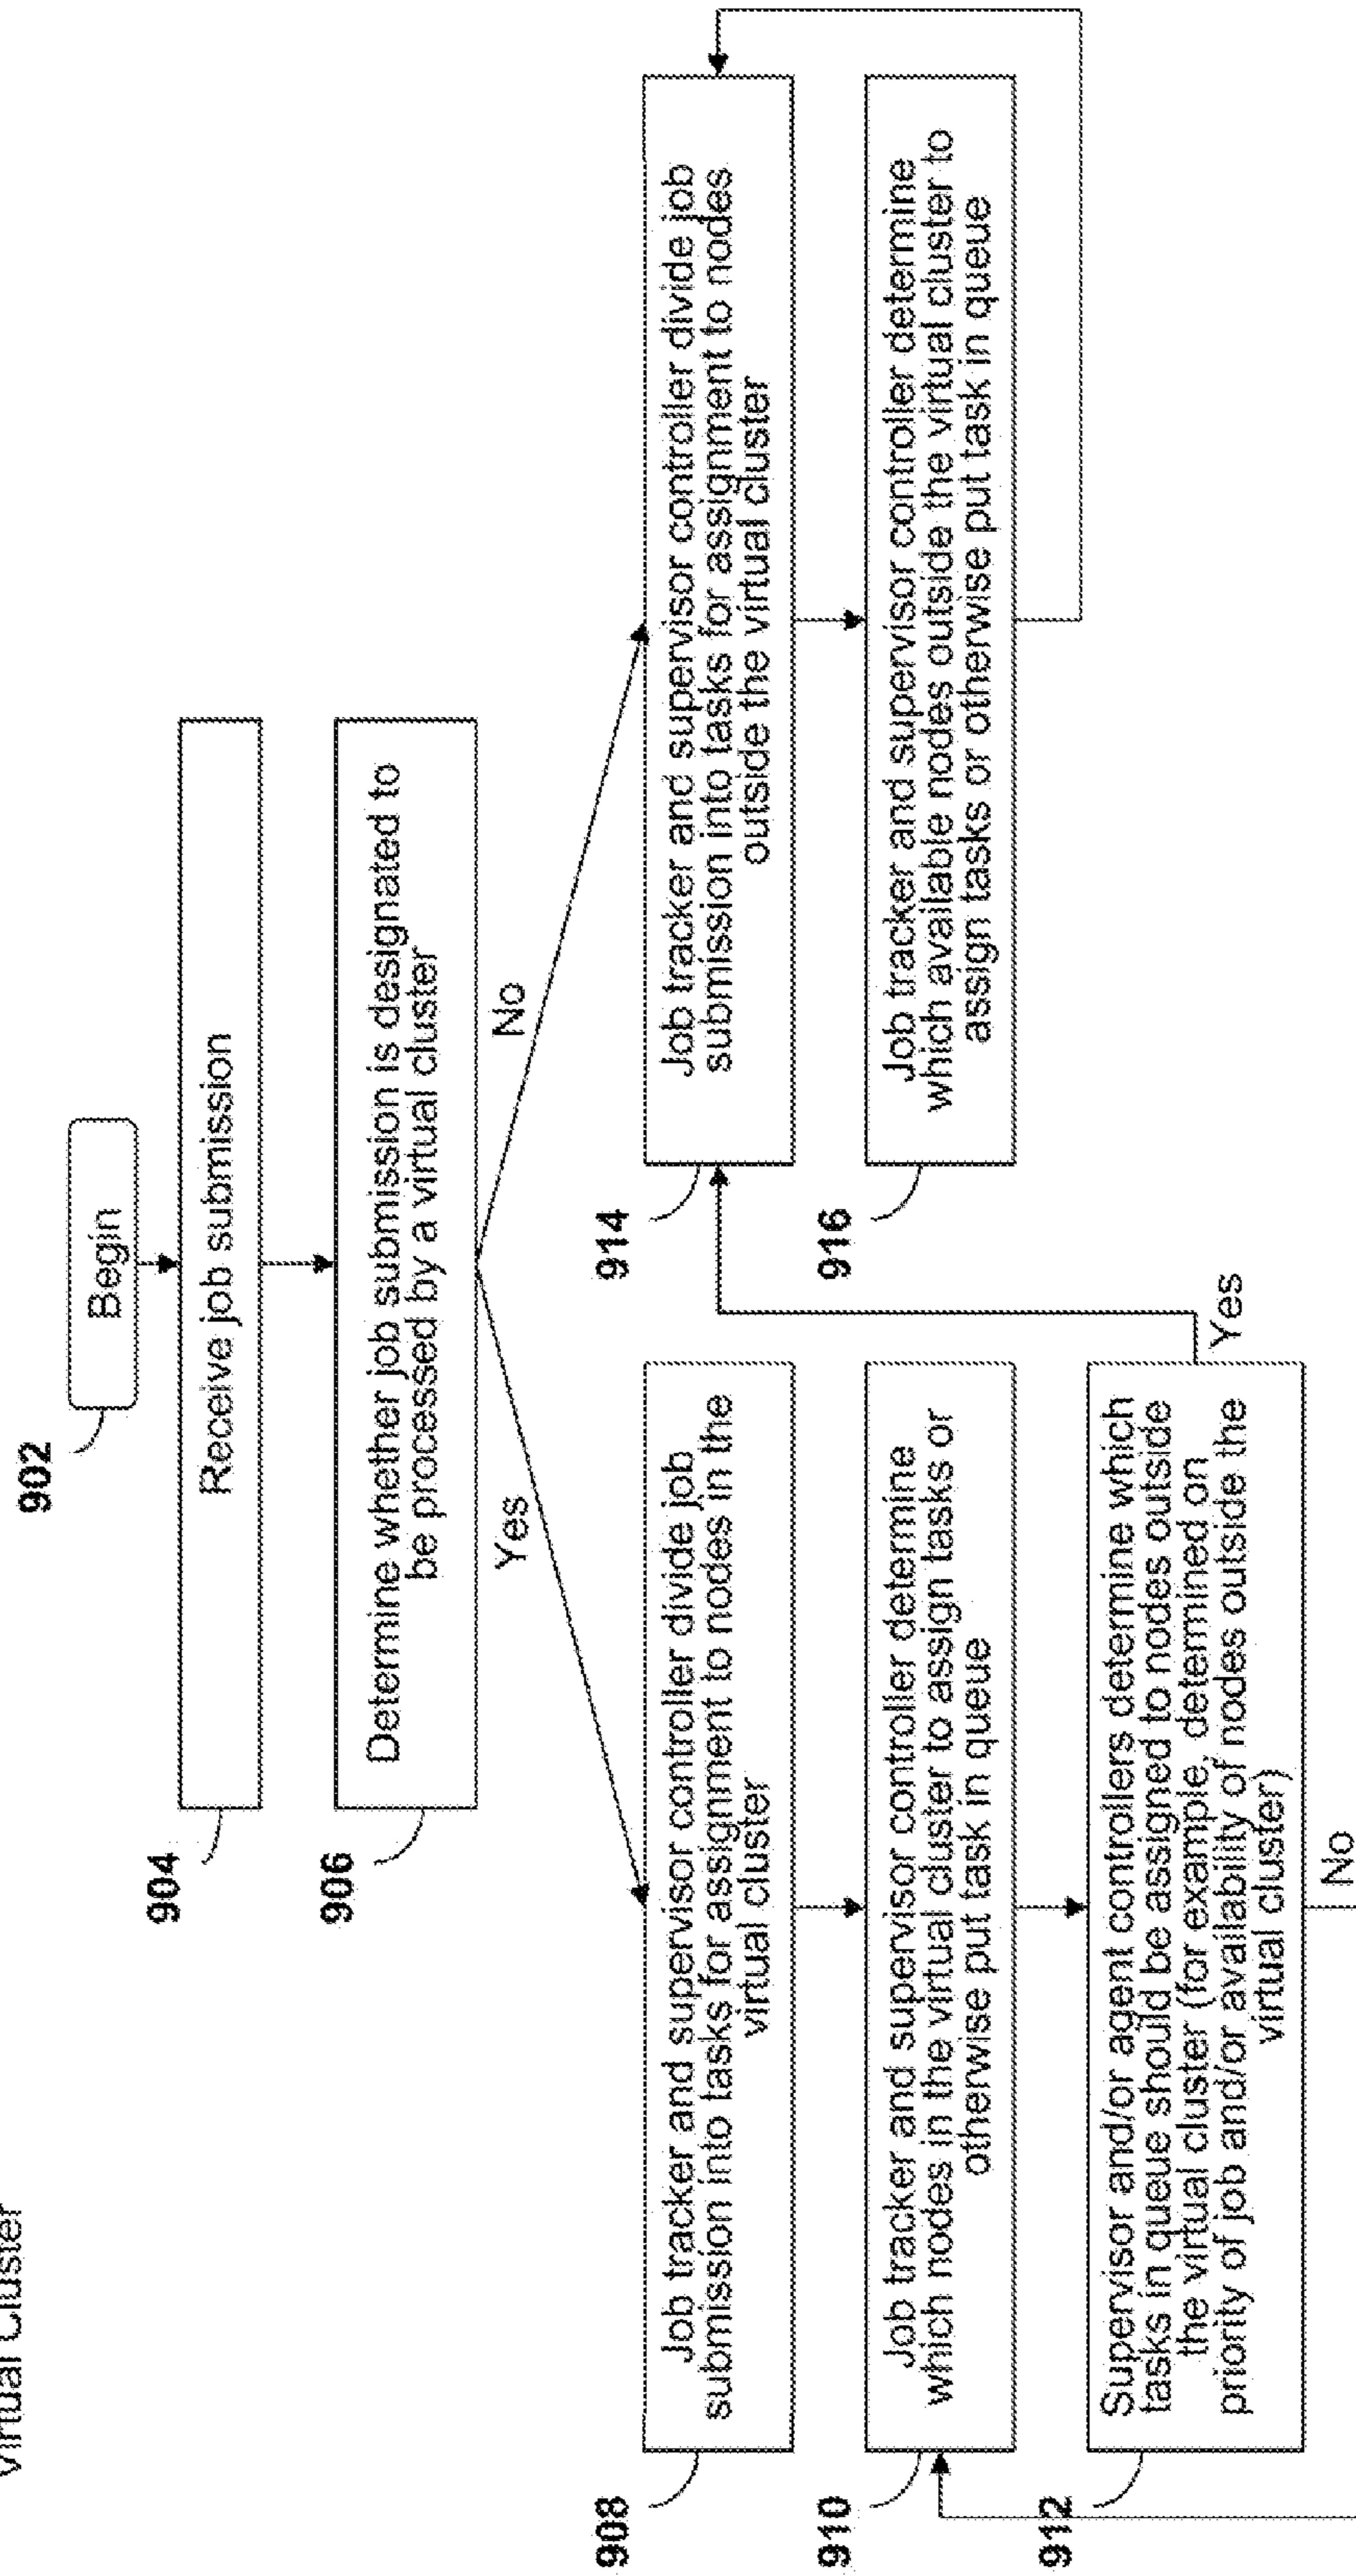 Virtual Cluster
902
Begin
904
Receive job submission
906
Determine whether job submission is designated to
be processed by a virtual cluster
Yes
No
908
Job tracker and supervisor controller divide job
submission into tasks for assignment to nodes in the
virtual cluster
910
Job tracker and supervisor controller determine
which nodes in the virtual cluster to assign tasks or
otherwise put task in queue
912
Supervisor and/or agent controllers determine which
tasks in queue should be assigned to nodes outside
the virtual cluster (for example, determined on
priority of job and/or availability of nodes outside the
virtual cluster)
Yes
No
914
Job tracker and supervisor controller divide job
submission into tasks for assignment to nodes
outside the virtual cluster
916
Job tracker and supervisor controller determine
which available nodes outside the virtual cluster to
assign tasks or otherwise put task in queue